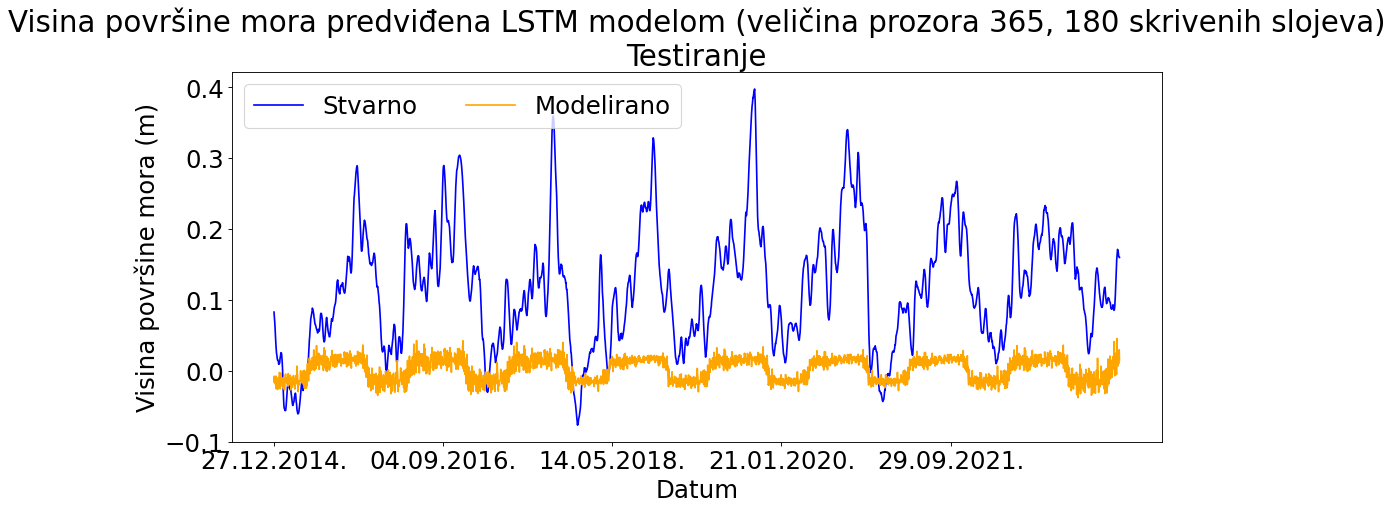 Visina površine mora predviđena LSTM modelom (veličina prozora 365, 180 skrivenih slojeva)
Testiranje
Stvarno Modelirano
Visina površine mora (m)
0.4
0.3
0.2
0.1
0.0
−0.1
27.12.2014. 04.09.2016. 14.05.2018. 21.01.2020. 29.09.2021.
Datum